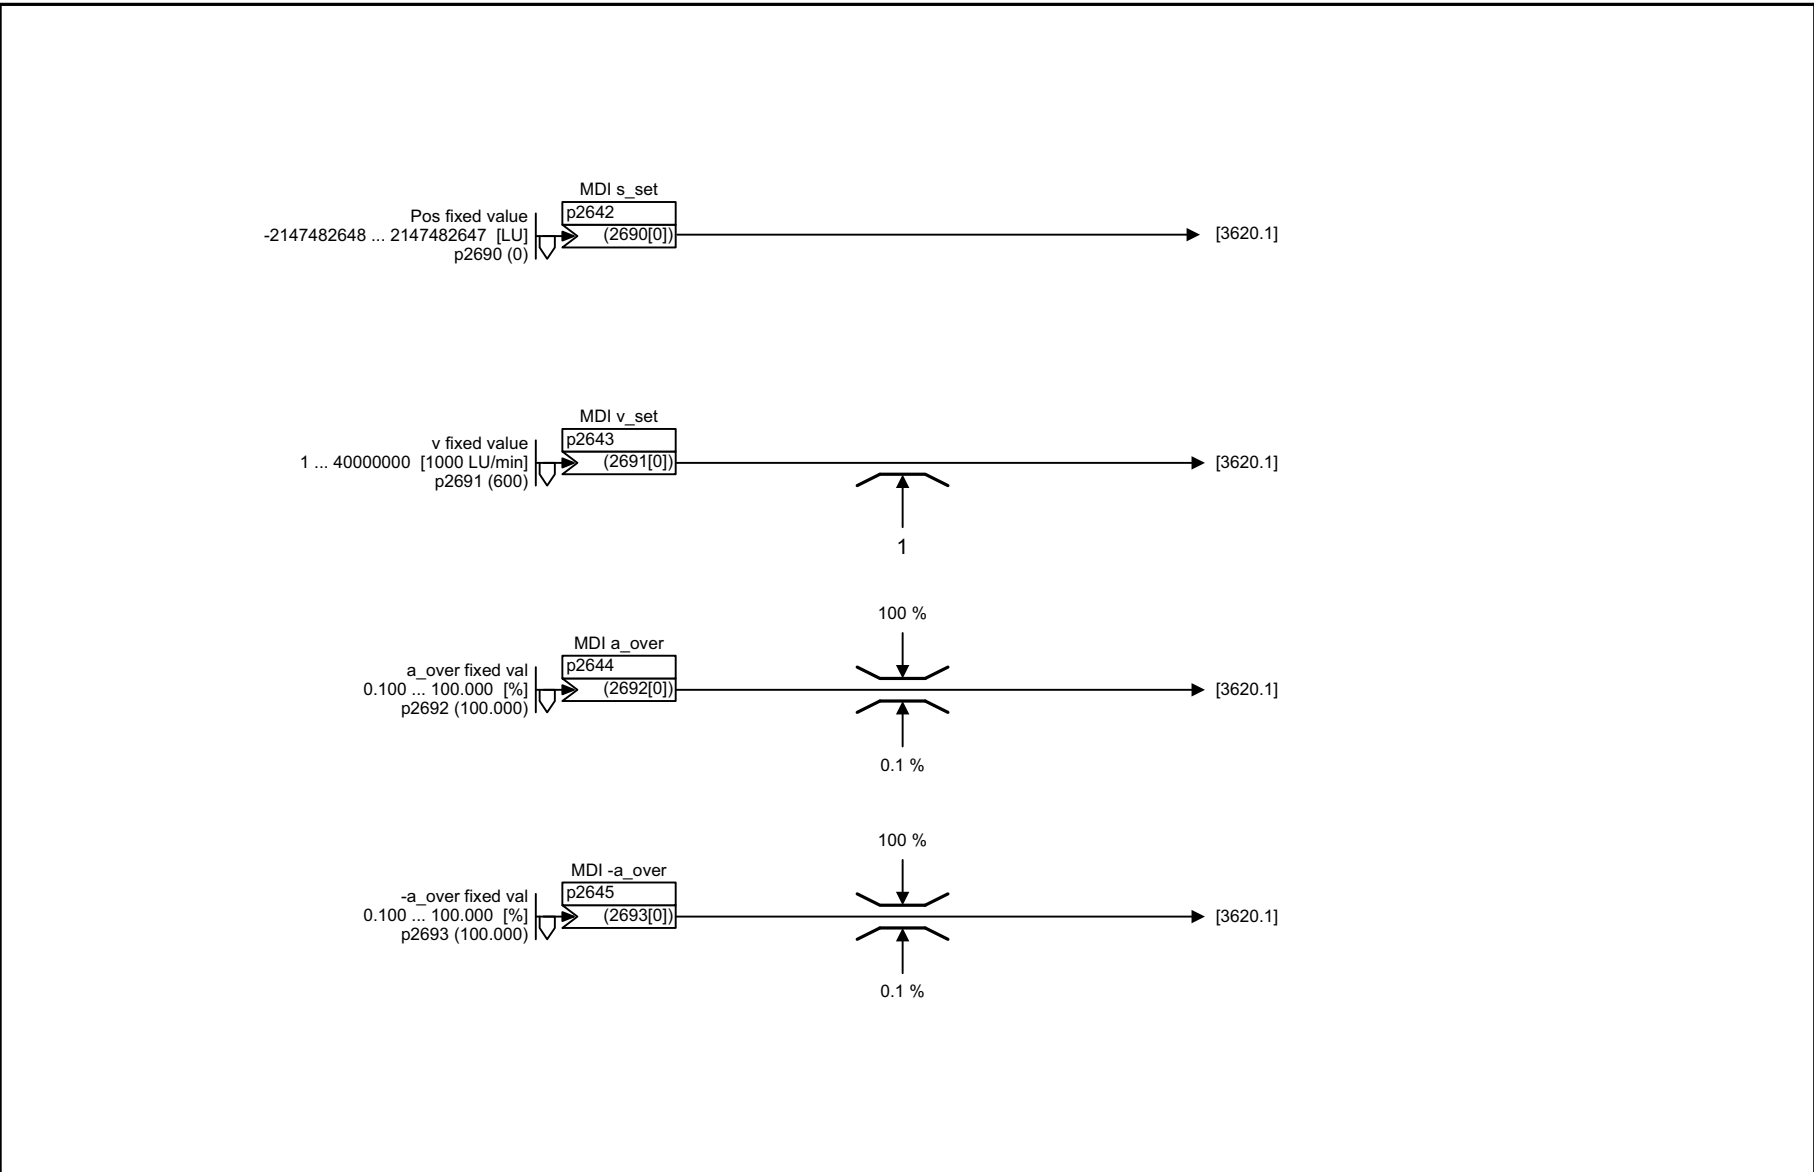 MDI s_set
Pos fixed value
p2642
-2147482648 ... 2147482647 [LU]
(2690[0])
[3620.1]
p2690 (0)
MDI v_set
v fixed value
p2643
1 ... 40000000 [1000 LU/min]
(2691[0])
[3620.1]
p2691 (600)
1
100 %
MDI a_over
a_over fixed val
p2644
0.100 ... 100.000 [%]
(2692[0])
[3620.1]
p2692 (100.000)
0.1 %
100 %
MDI -a_over
-a_over fixed val
p2645
0.100 ... 100.000 [%]
(2693[0])
[3620.1]
p2693 (100.000)
0.1 %